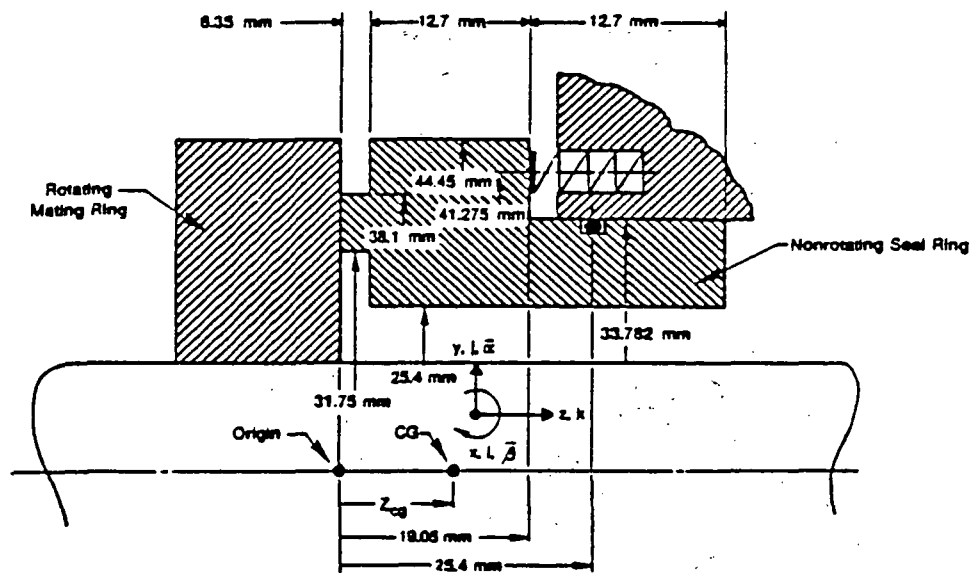 6.35 mm
12.7 mm
12.7 mm
Rotating
Mating Ring
44.45 mm
41.275 mm
38.1 mm
Nonrotating Seal Ring
33.782 mm
y, j, ᾱ
25.4 mm
31.75 mm
z, k
Origin
CG
x, i, β̄
Zcg
19.05 mm
25.4 mm